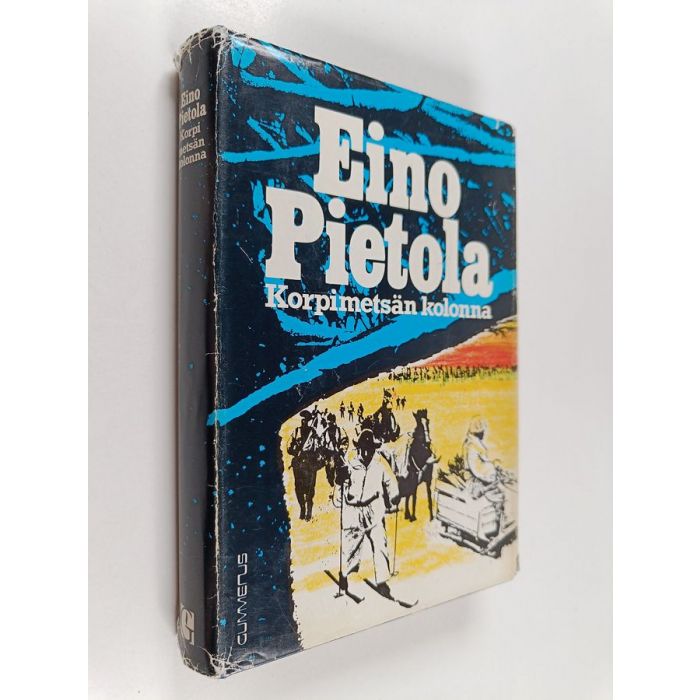 Eino
Pietola
Korpi
metsän
kolonna
G
Eino
Pietola
Korpimetsän kolonna
GUMMERUS